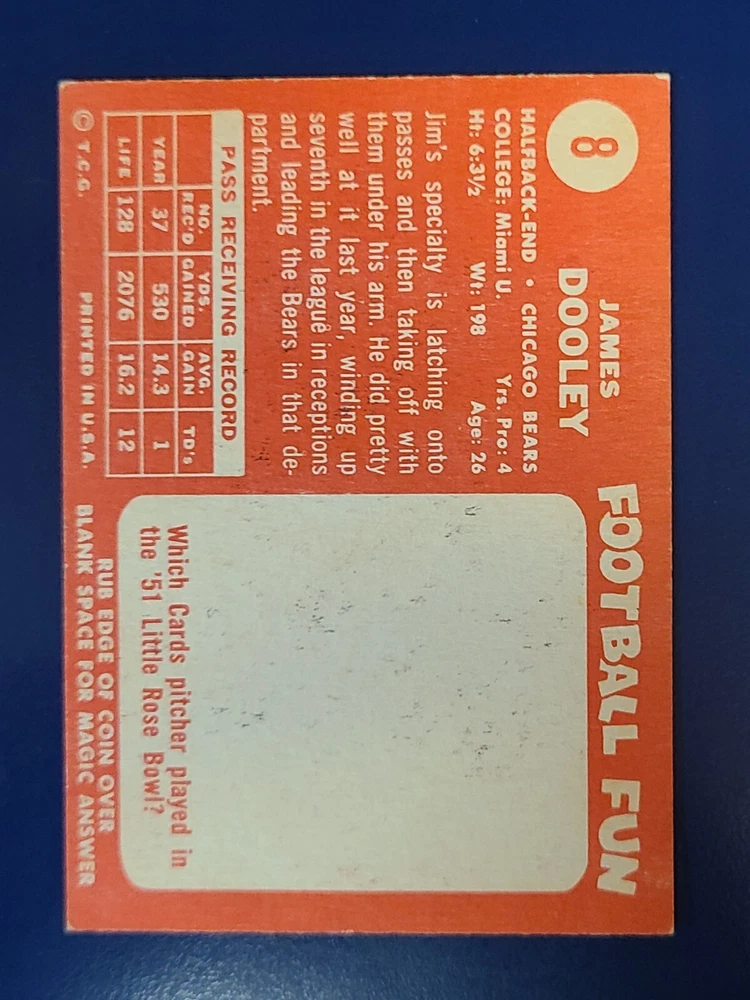 8
JAMES
DOOLEY
HALFBACK-END • CHICAGO BEARS
COLLEGE: Miami U. Yrs. Pro: 4
Ht: 6:3½ Wt: 198 Age: 26
Jim's specialty is latching onto
passes and then taking off with
them under his arm. He did pretty
well at it last year, winding up
seventh in the league in receptions
and leading the Bears in that de-
partment.
PASS RECEIVING RECORD
NO. REC'D YDS. GAINED AVG. GAIN TD's
YEAR 37 530 14.3 1
LIFE 128 2076 16.2 12
© T.C.G. PRINTED IN U.S.A.
FOOTBALL FUN
Which Cards pitcher played in
the '51 Little Rose Bowl?
RUB EDGE OF COIN OVER
BLANK SPACE FOR MAGIC ANSWER